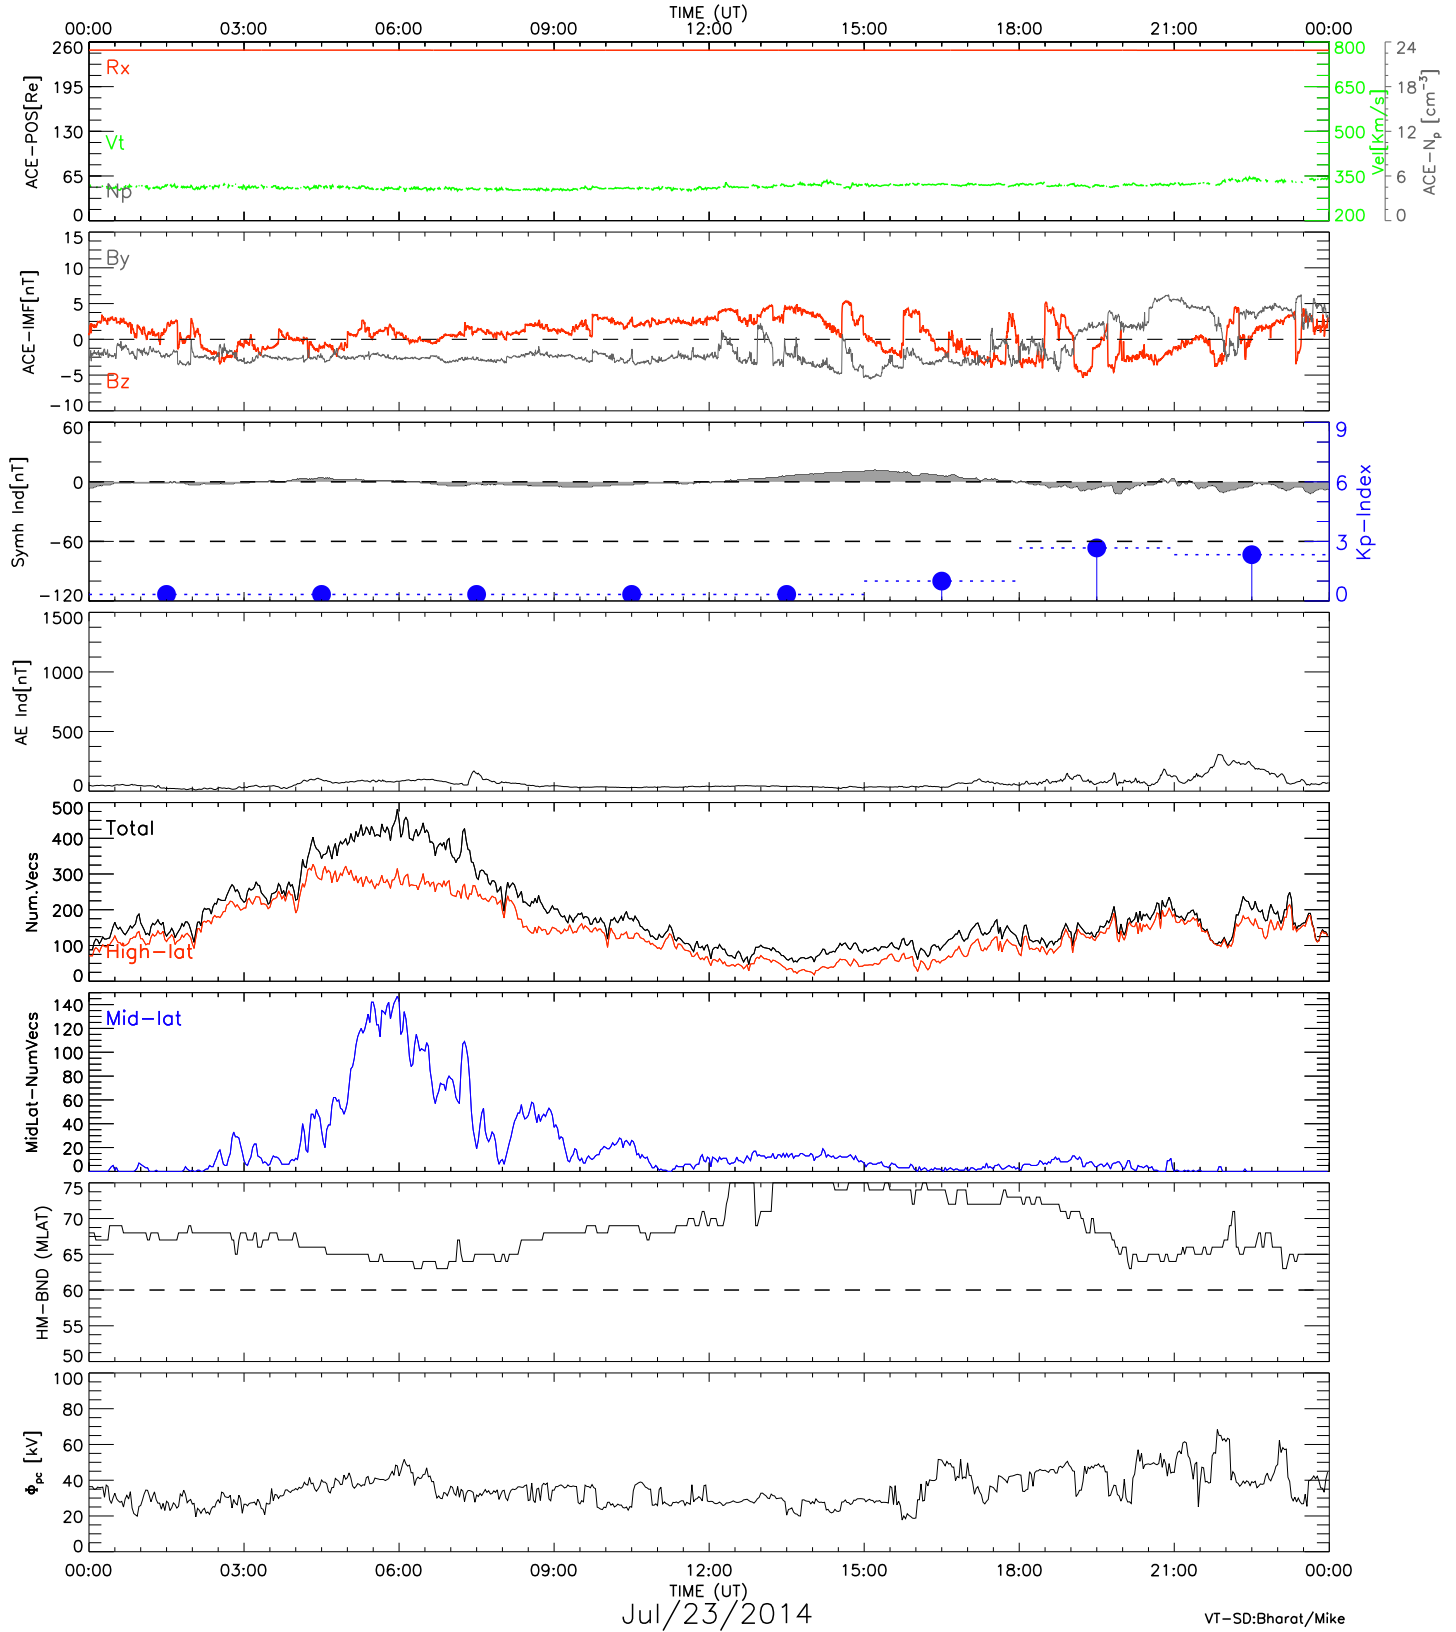 TIME (UT)
00:00 03:00 06:00 09:00 12:00 15:00 18:00 21:00 00:00
ACE-POS[Re]
260
195
130
65
0
Rx
Vt
Np
800
650
500
350
200
Vel[Km/s]
24
18
12
6
0
ACE-Np [cm-3]
ACE-IMF[nT]
15
10
5
0
-5
-10
By
Bz
Symh Ind[nT]
60
0
-60
-120
9
6
3
0
Kp-Index
AE Ind[nT]
1500
1000
500
0
Num.Vecs
500
400
300
200
100
0
Total
High-lat
MidLat-NumVecs
140
120
100
80
60
40
20
0
Mid-lat
HM-BND (MLAT)
75
70
65
60
55
50
Φpc [kV]
100
80
60
40
20
0
00:00 03:00 06:00 09:00 12:00 15:00 18:00 21:00 00:00
TIME (UT)
Jul/23/2014
VT-SD:Bharat/Mike